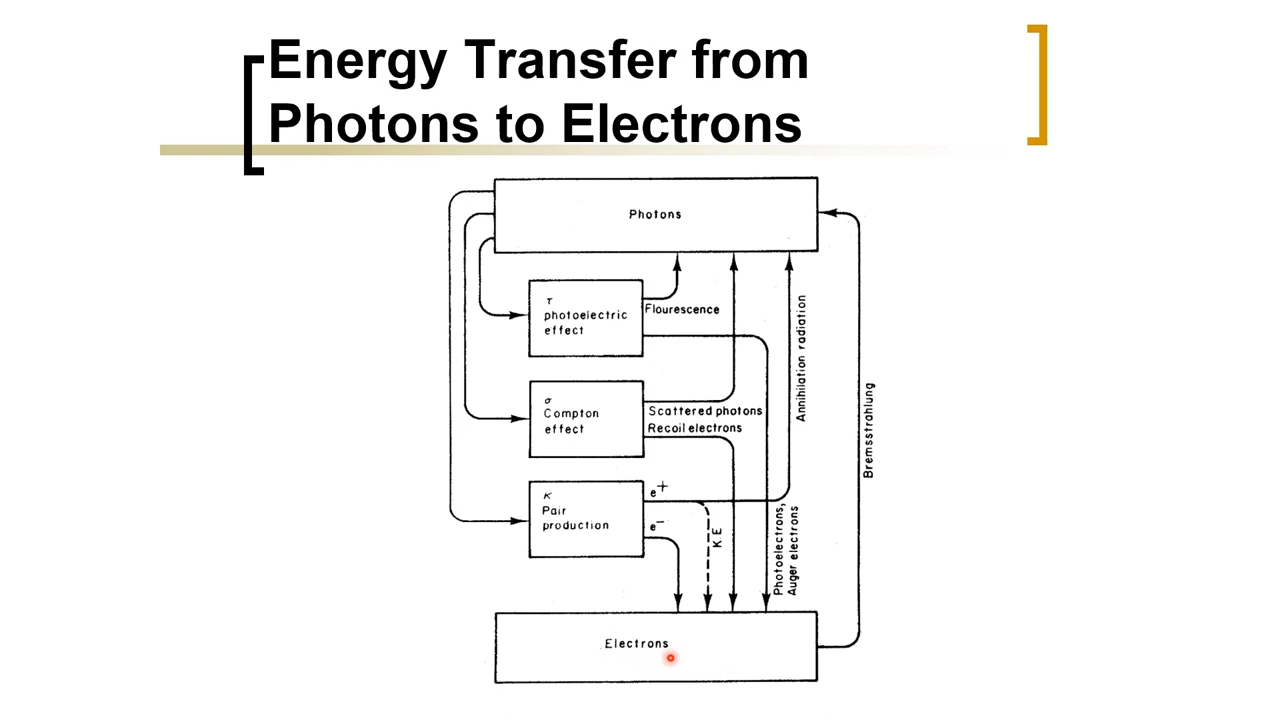 Energy Transfer from
Photons to Electrons
Photons
τ
photoelectric
effect
Flourescence
σ
Compton
effect
Scattered photons
Recoil electrons
κ
Pair
production
e+
e−
K.E
Photoelectrons,
Auger electrons
Annihilation radiation
Bremsstrahlung
Electrons